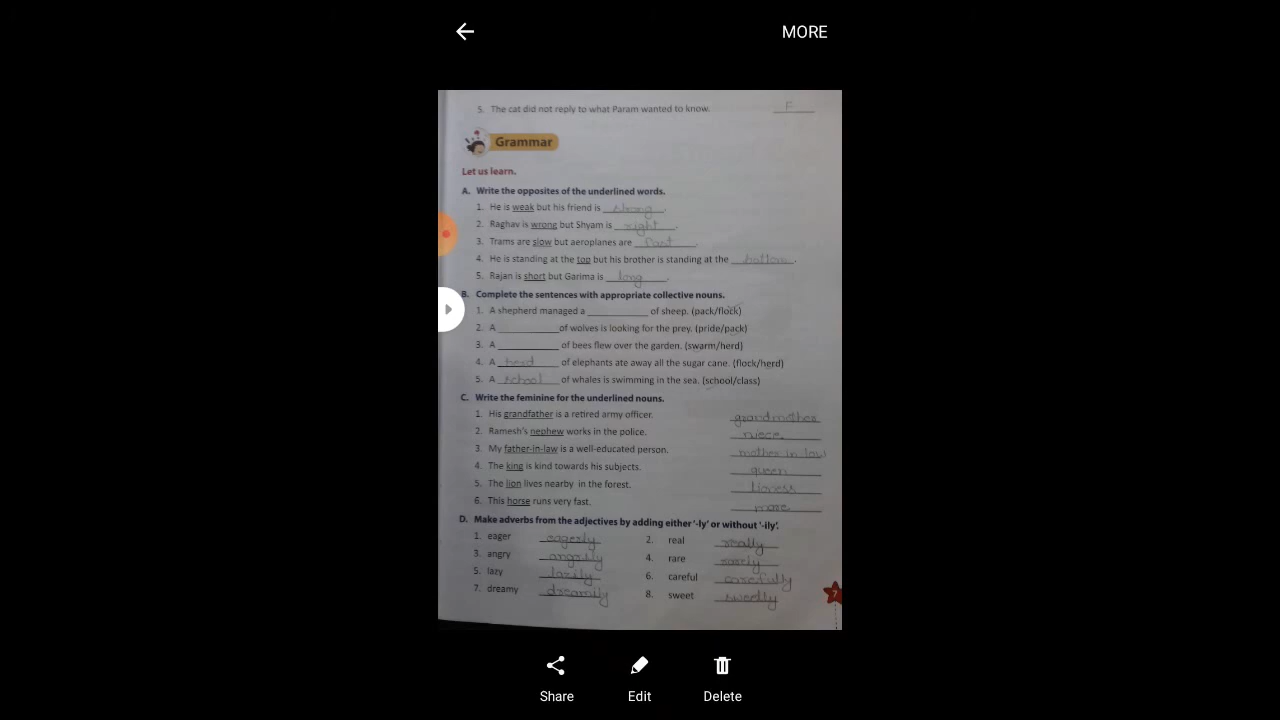 MORE
5. The cat did not reply to what Param wanted to know. F
Grammar
Let us learn.
A. Write the opposites of the underlined words.
1. He is weak but his friend is strong.
2. Raghav is wrong but Shyam is right.
3. Trams are slow but aeroplanes are fast.
4. He is standing at the top but his brother is standing at the bottom.
5. Rajan is short but Garima is long.
B. Complete the sentences with appropriate collective nouns.
1. A shepherd managed a ________ of sheep. (pack/flock)
2. A ________ of wolves is looking for the prey. (pride/pack)
3. A ________ of bees flew over the garden. (swarm/herd)
4. A herd of elephants ate away all the sugar cane. (flock/herd)
5. A school of whales is swimming in the sea. (school/class)
C. Write the feminine for the underlined nouns.
1. His grandfather is a retired army officer. grandmother
2. Ramesh's nephew works in the police. niece
3. My father-in-law is a well-educated person. mother in law
4. The king is kind towards his subjects. queen
5. The lion lives nearby in the forest. Lioness
6. This horse runs very fast. mare
D. Make adverbs from the adjectives by adding either '-ly' or without '-ily'.
1. eager eagerly 2. real really
3. angry angrily 4. rare rarely
5. lazy lazily 6. careful carefully
7. dreamy dreamily 8. sweet sweetly
7
Share Edit Delete